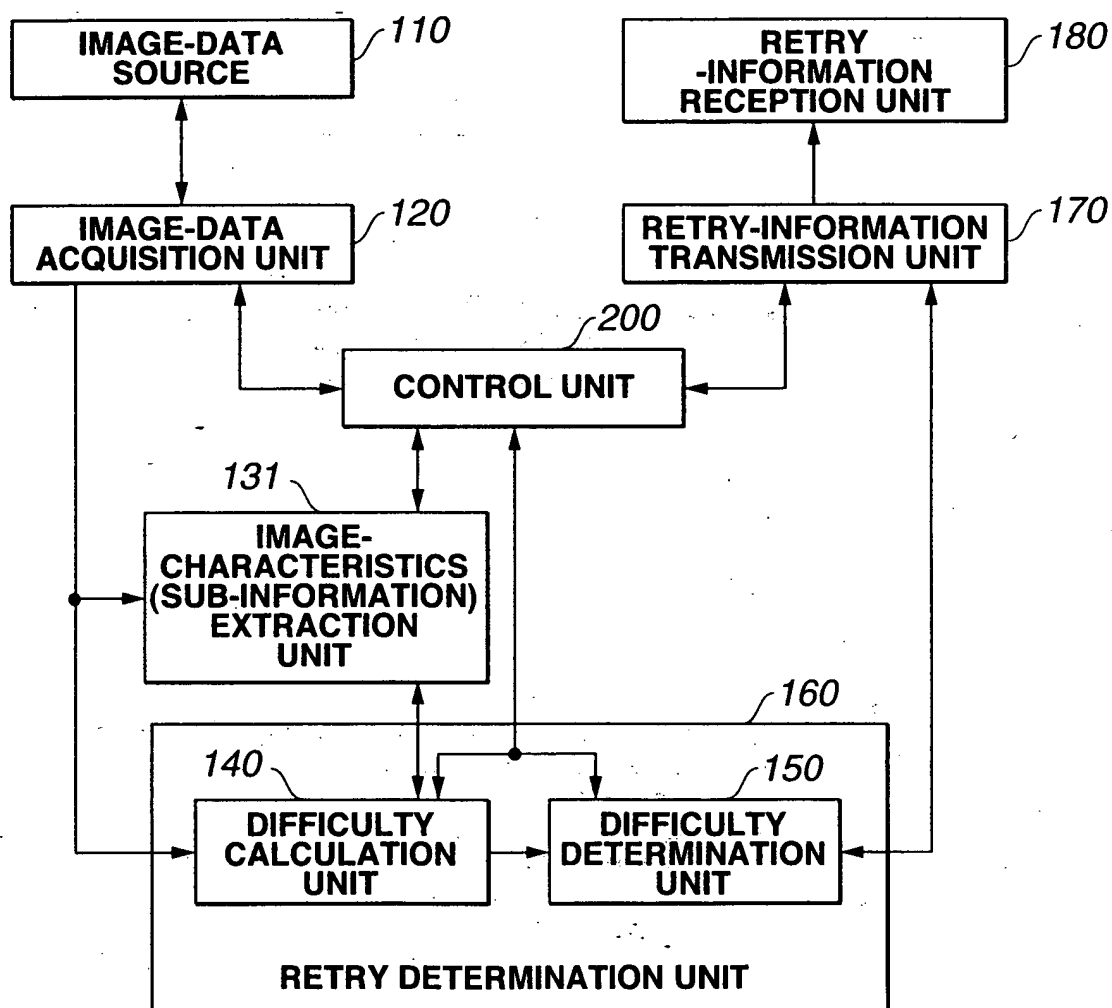 IMAGE-DATA
SOURCE
110
RETRY
-INFORMATION
RECEPTION UNIT
180
IMAGE-DATA
ACQUISITION UNIT
120
RETRY-INFORMATION
TRANSMISSION UNIT
170
200
CONTROL UNIT
131
IMAGE-
CHARACTERISTICS
(SUB-INFORMATION)
EXTRACTION
UNIT
160
140
DIFFICULTY
CALCULATION
UNIT
150
DIFFICULTY
DETERMINATION
UNIT
RETRY DETERMINATION UNIT